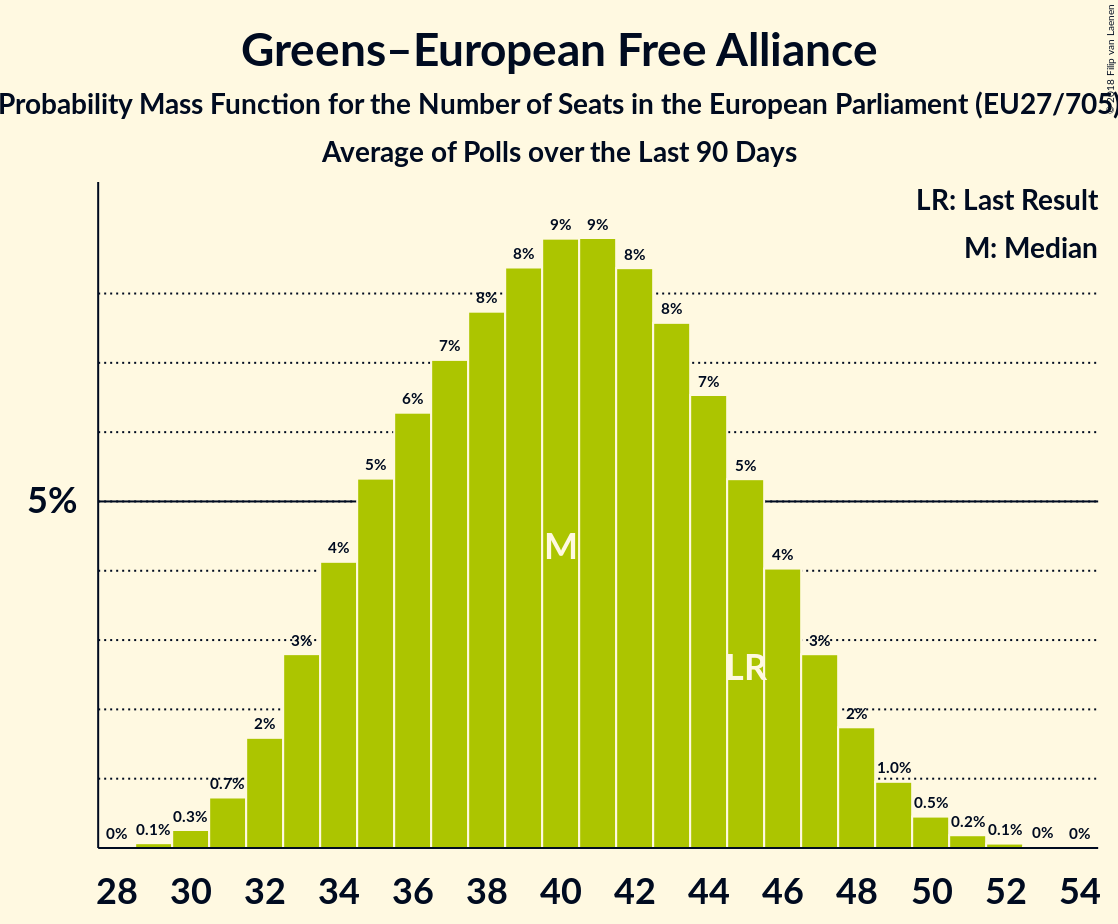 Greens–European Free Alliance
Probability Mass Function for the Number of Seats in the European Parliament (EU27/705)
Average of Polls over the Last 90 Days
LR: Last Result
M: Median
9% 9%
8% 8%
8% 8%
7%
7%
6%
5% 5%
5%
4% 4%
M
3% 3%
LR
2% 2%
0.7% 1.0%
0% 0.1% 0.3% 0.5% 0.2% 0.1% 0% 0%
28 30 32 34 36 38 40 42 44 46 48 50 52 54
2018 Filip van Laenen